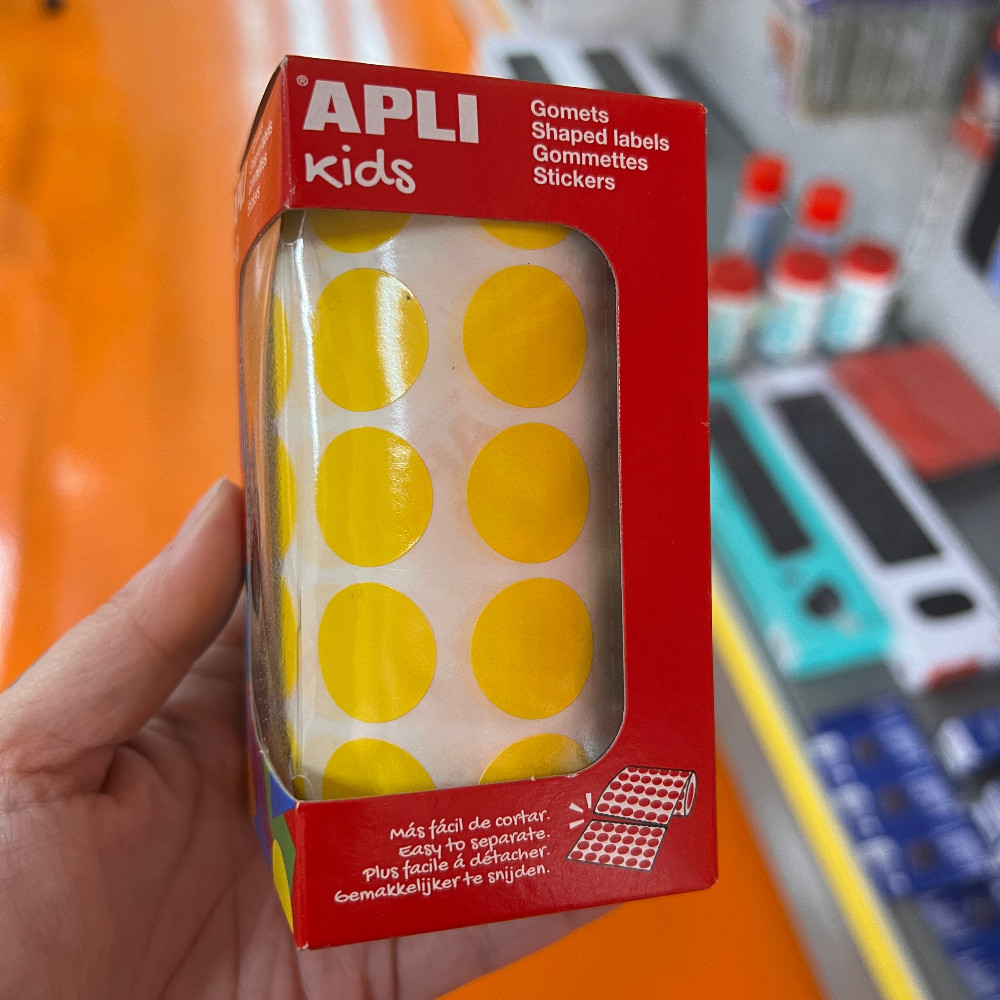 ® APLI
Kids
Gomets
Shaped labels
Gommettes
Stickers
Más fácil de cortar.
Easy to separate.
Plus facile á détacher.
Gemakkelijker te snijden.